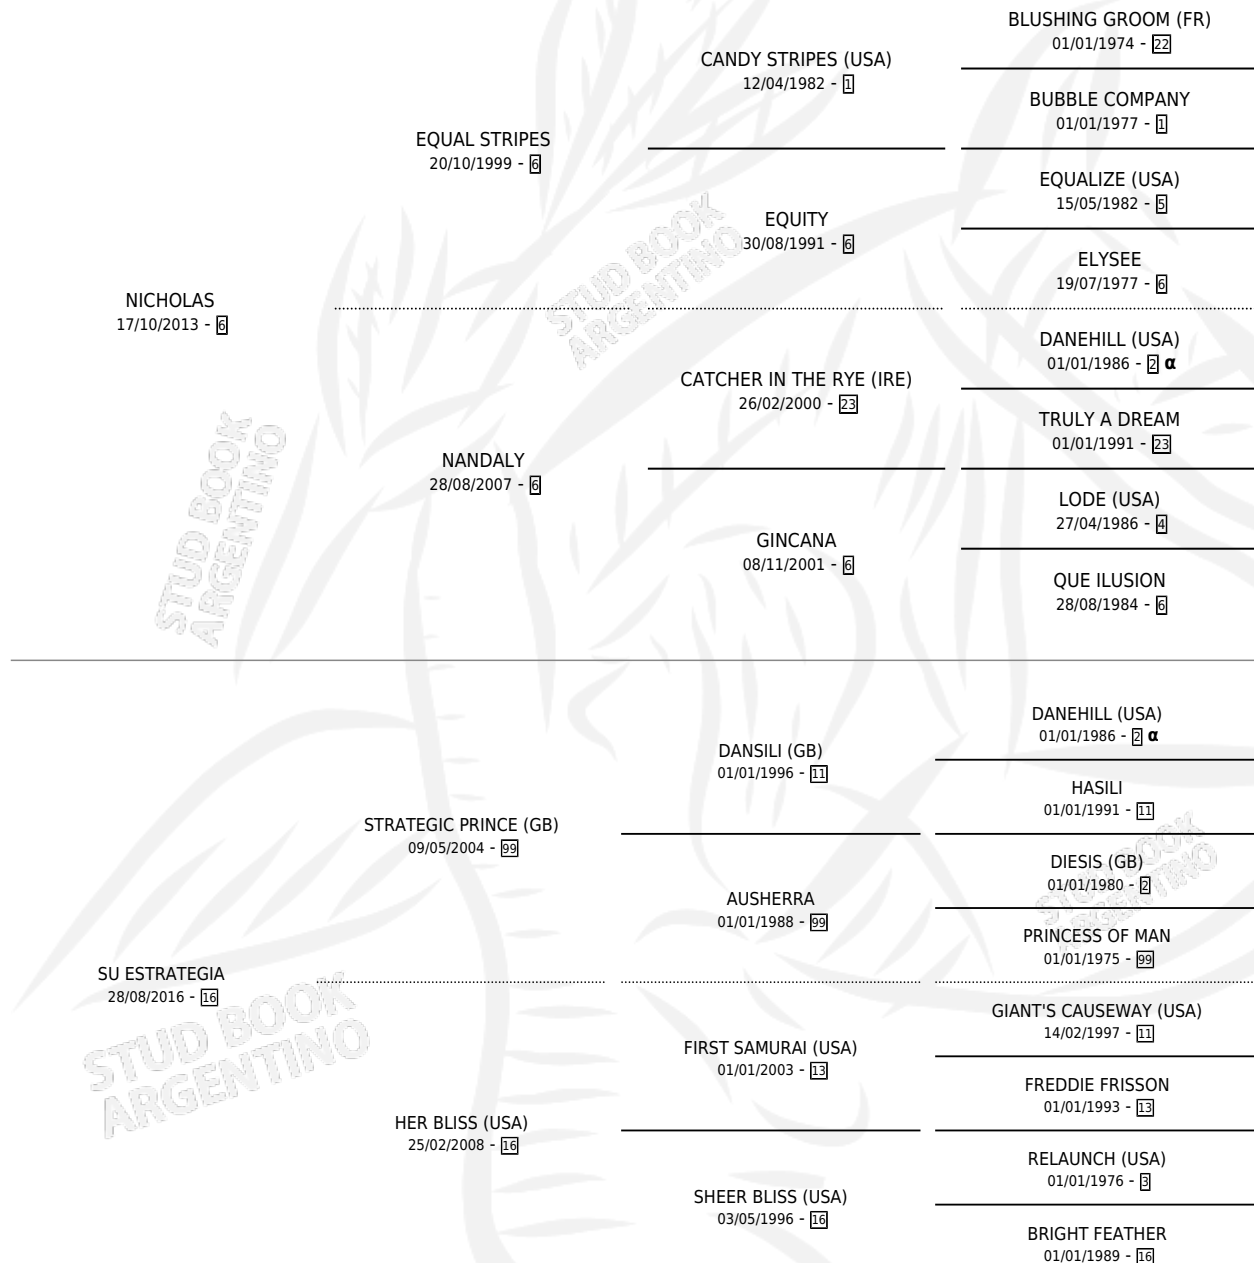 BLUSHING GROOM (FR)
01/01/1974 - 22
CANDY STRIPES (USA)
12/04/1982 - 1
BUBBLE COMPANY
01/01/1977 - 1
EQUAL STRIPES
20/10/1999 - 6
EQUALIZE (USA)
15/05/1982 - 5
EQUITY
30/08/1991 - 6
ELYSEE
19/07/1977 - 6
NICHOLAS
17/10/2013 - 6
DANEHILL (USA)
01/01/1986 - 2 α
CATCHER IN THE RYE (IRE)
26/02/2000 - 23
TRULY A DREAM
01/01/1991 - 23
NANDALY
28/08/2007 - 6
LODE (USA)
27/04/1986 - 4
GINCANA
08/11/2001 - 6
QUE ILUSION
28/08/1984 - 6
STUD BOOK
ARGENTINO
STUD BOOK
ARGENTINO
DANEHILL (USA)
01/01/1986 - 2 α
DANSILI (GB)
01/01/1996 - 11
HASILI
01/01/1991 - 11
STRATEGIC PRINCE (GB)
09/05/2004 - 99
DIESIS (GB)
01/01/1980 - 2
AUSHERRA
01/01/1988 - 99
PRINCESS OF MAN
01/01/1975 - 99
STUD BOOK
ARGENTINO
SU ESTRATEGIA
28/08/2016 - 16
GIANT'S CAUSEWAY (USA)
14/02/1997 - 11
FIRST SAMURAI (USA)
01/01/2003 - 13
FREDDIE FRISSON
01/01/1993 - 13
HER BLISS (USA)
25/02/2008 - 16
RELAUNCH (USA)
01/01/1976 - 3
SHEER BLISS (USA)
03/05/1996 - 16
BRIGHT FEATHER
01/01/1989 - 16
STUD BOOK
ARGENTINO